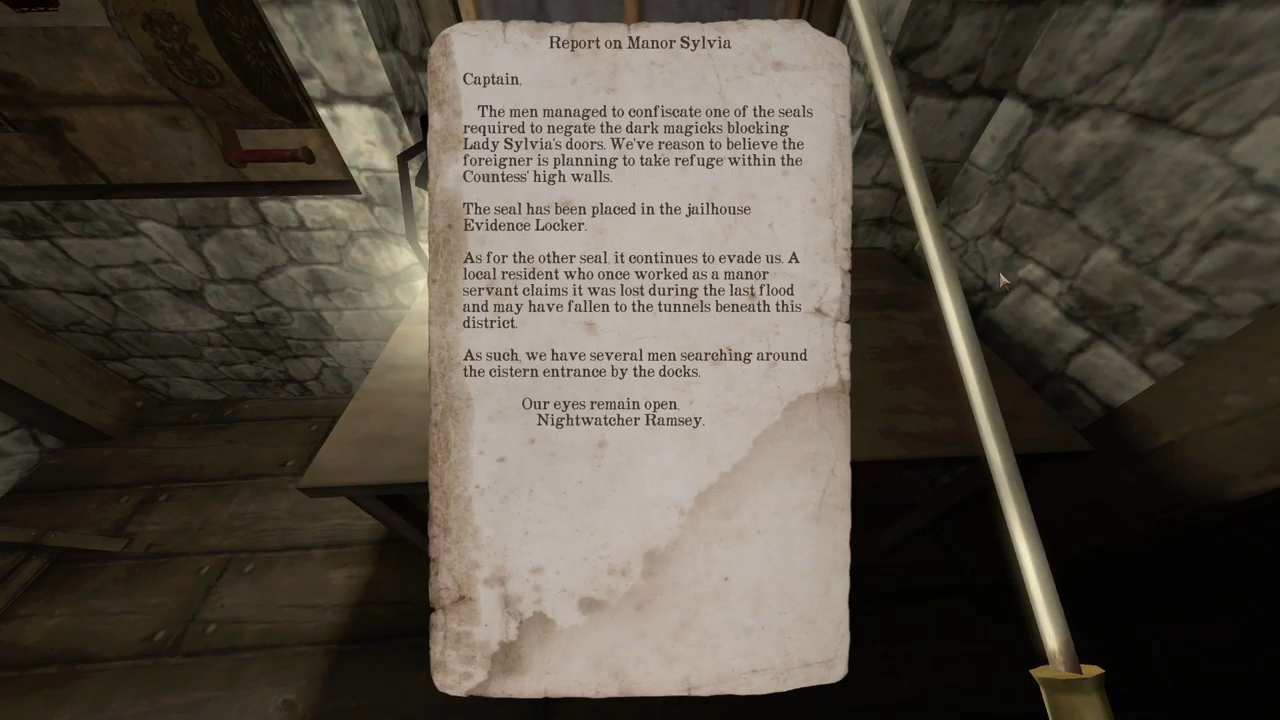 Report on Manor Sylvia
Captain,
The men managed to confiscate one of the seals
required to negate the dark magicks blocking
Lady Sylvia's doors. We've reason to believe the
foreigner is planning to take refuge within the
Countess' high walls.
The seal has been placed in the jailhouse
Evidence Locker.
As for the other seal, it continues to evade us. A
local resident who once worked as a manor
servant claims it was lost during the last flood
and may have fallen to the tunnels beneath this
district.
As such, we have several men searching around
the cistern entrance by the docks.
Our eyes remain open,
Nightwatcher Ramsey.